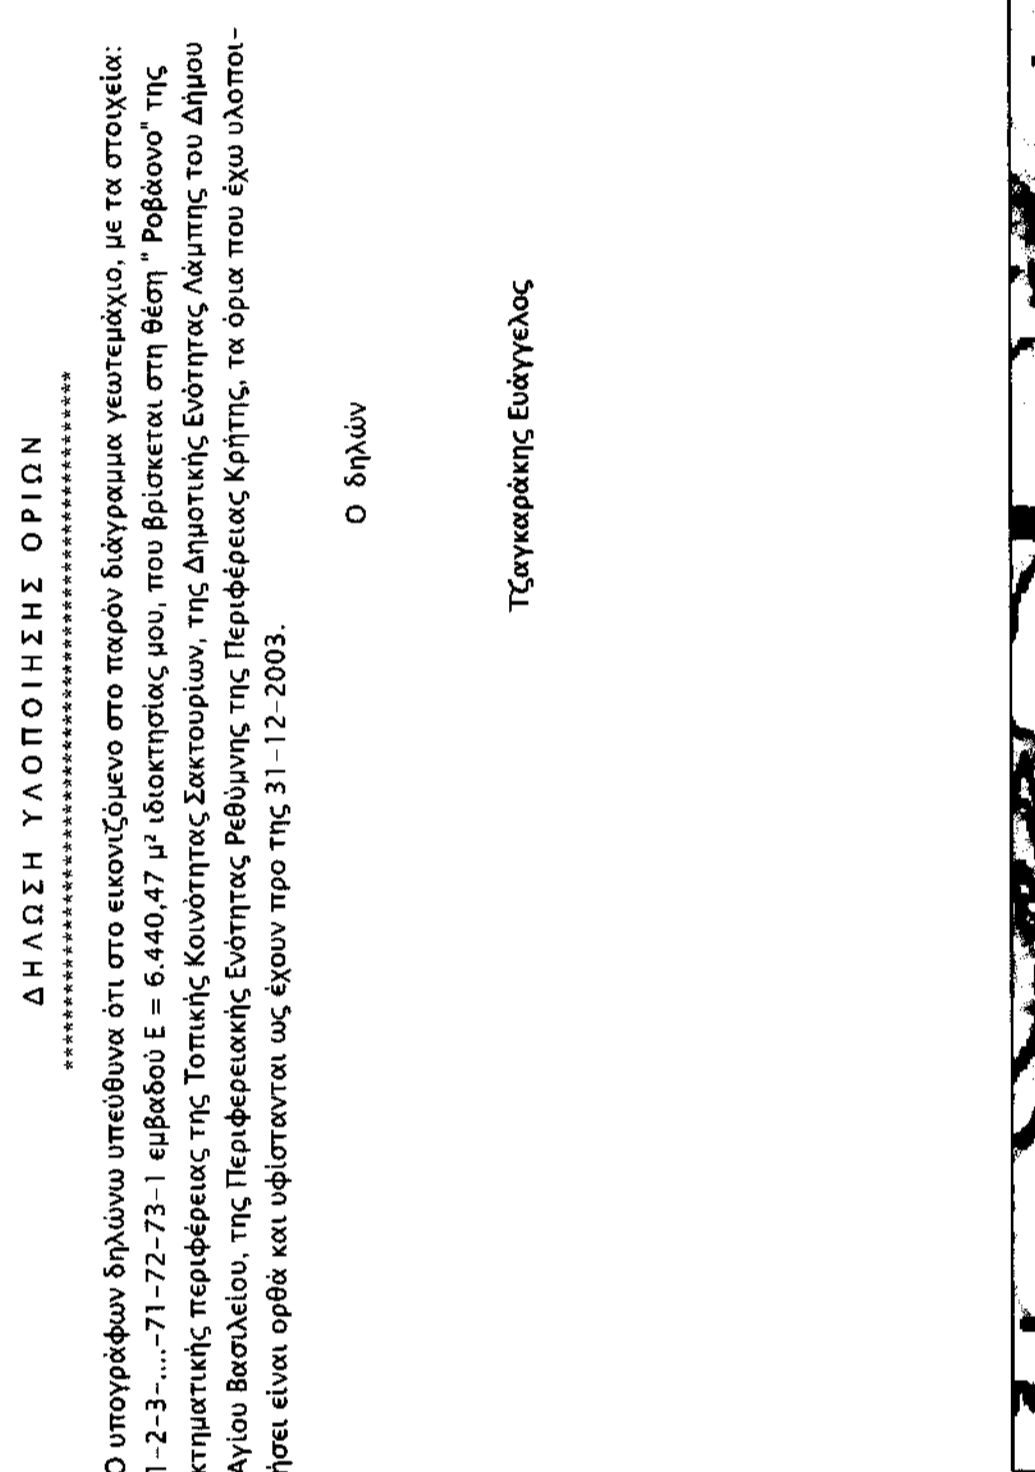 Δ Η Λ Ω Σ Η   Υ Λ Ο Π Ο Ι Η Σ Η Σ   Ο Ρ Ι Ω Ν
*************************************************************
Ο υπογράφων δηλώνω υπεύθυνα ότι στο εικονιζόμενο στο παρόν διάγραμμα γεωτεμάχιο, με τα στοιχεία:
1-2-3-....-71-72-73-1 εμβαδού Ε = 6.440,47 μ² ιδιοκτησίας μου, που βρίσκεται στη θέση " Ροβάονο" της
κτηματικής περιφέρειας της Τοπικής Κοινότητας Σακτουρίων, της Δημοτικής Ενότητας Λάμπης του Δήμου
Αγίου Βασιλείου, της Περιφερειακής Ενότητας Ρεθύμνης της Περιφέρειας Κρήτης, τα όρια που έχω υλοποι-
ήσει είναι ορθά και υφίστανται ως έχουν προ της 31-12-2003.
Ο δηλών
Τζαγκαράκης Ευάγγελος